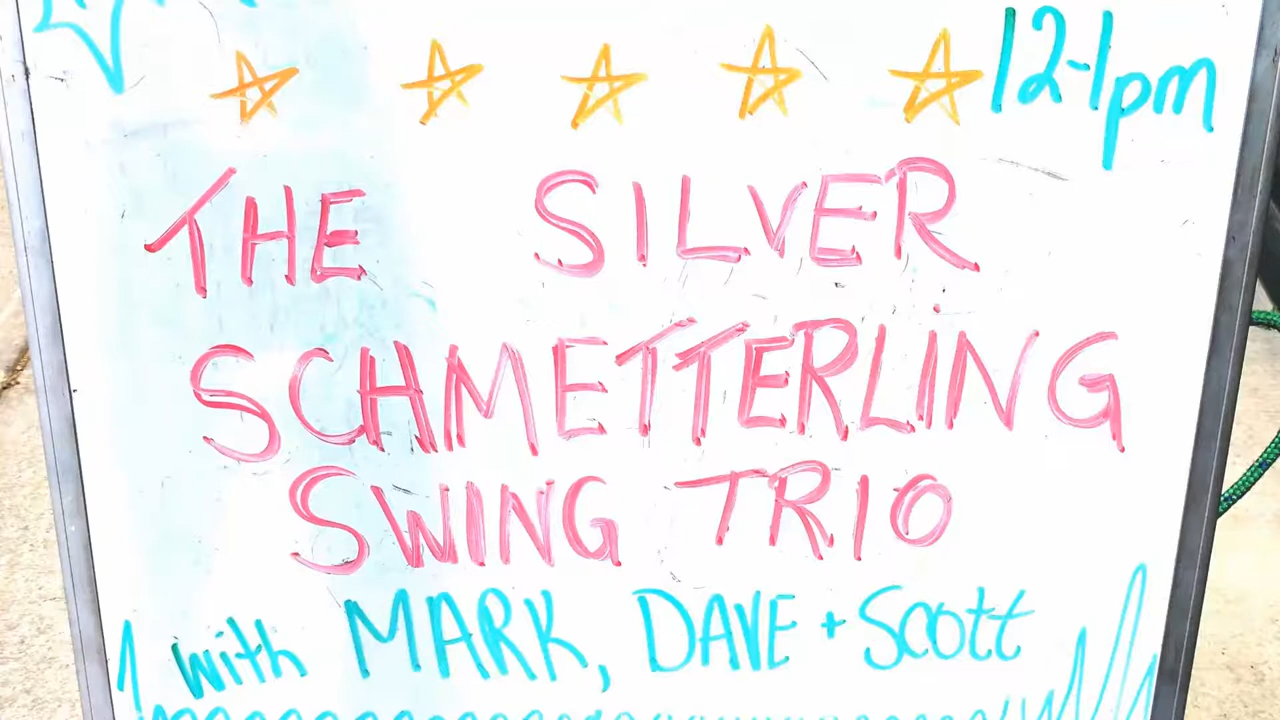 12-1pm
THE SILVER
SCHMETTERLING
SWING TRIO
with MARK, DAVE + Scott